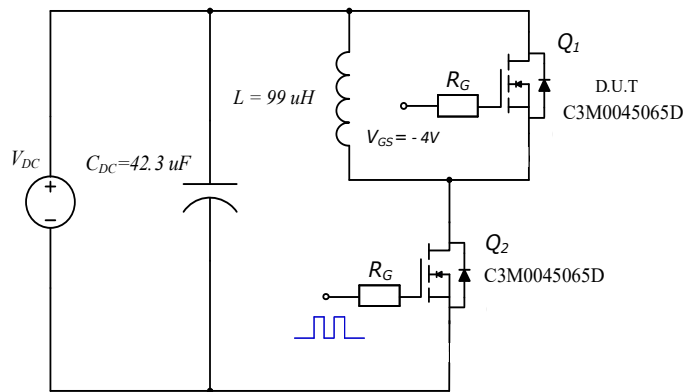 Q1
RG
D.U.T
C3M0045065D
L = 99 uH
VGS = - 4V
VDC
CDC=42.3 uF
+
−
Q2
RG
C3M0045065D